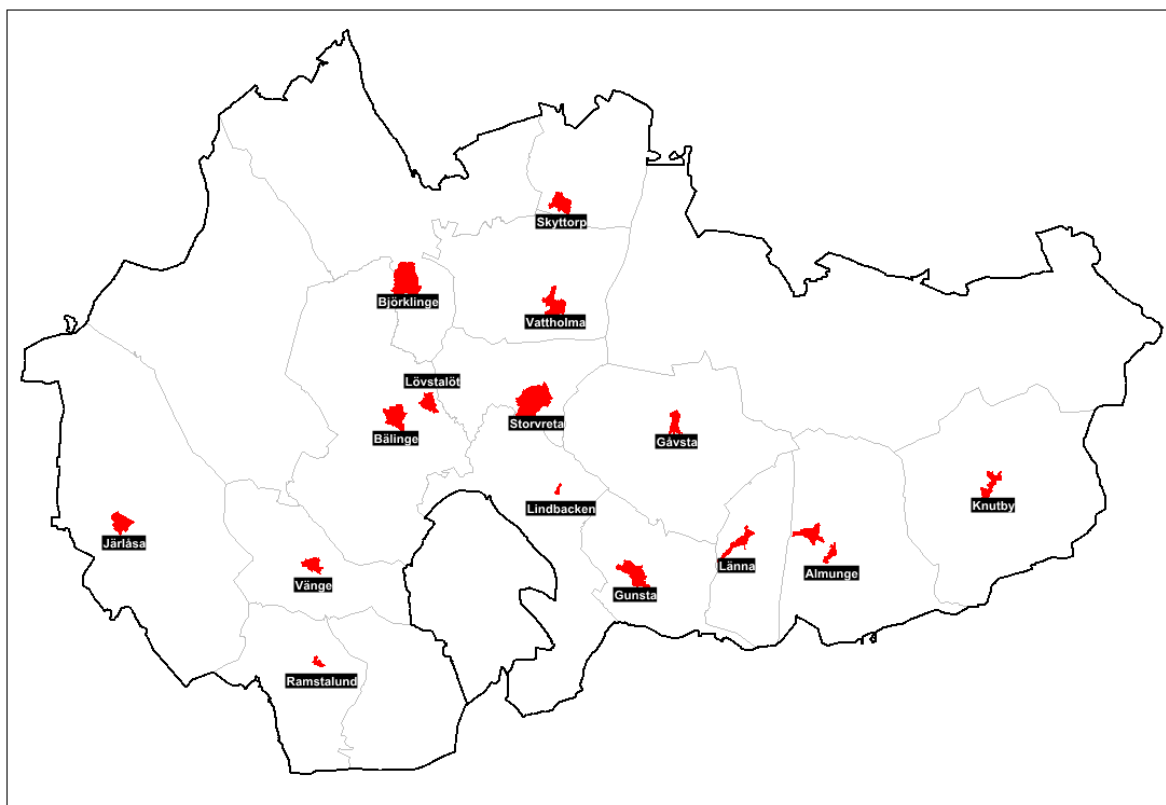 Skyttorp
Björklinge
Vattholma
Lövstalöt
Storvreta
Bälinge
Gåvsta
Lindbacken
Knutby
Järlåsa
Länna
Almunge
Vänge
Gunsta
Ramstalund